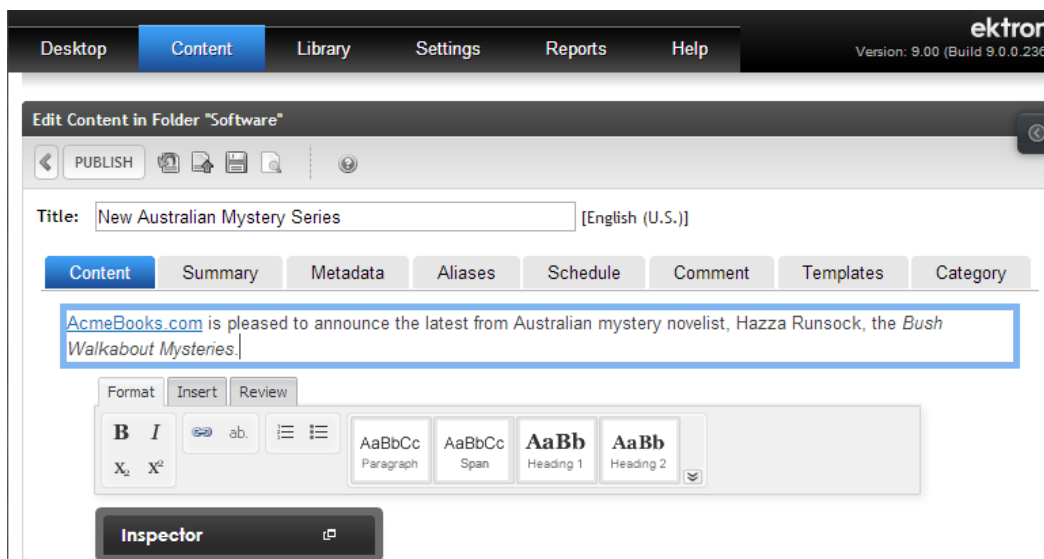 ektron
Desktop Content Library Settings Reports Help
Version: 9.00 (Build 9.0.0.236
Edit Content in Folder "Software"
PUBLISH
Title: New Australian Mystery Series [English (U.S.)]
Content Summary Metadata Aliases Schedule Comment Templates Category
AcmeBooks.com is pleased to announce the latest from Australian mystery novelist, Hazza Runsock, the Bush
Walkabout Mysteries.
Format Insert Review
B I ab. AaBbCc AaBbCc AaBb AaBb
X₂ X² Paragraph Span Heading 1 Heading 2
Inspector